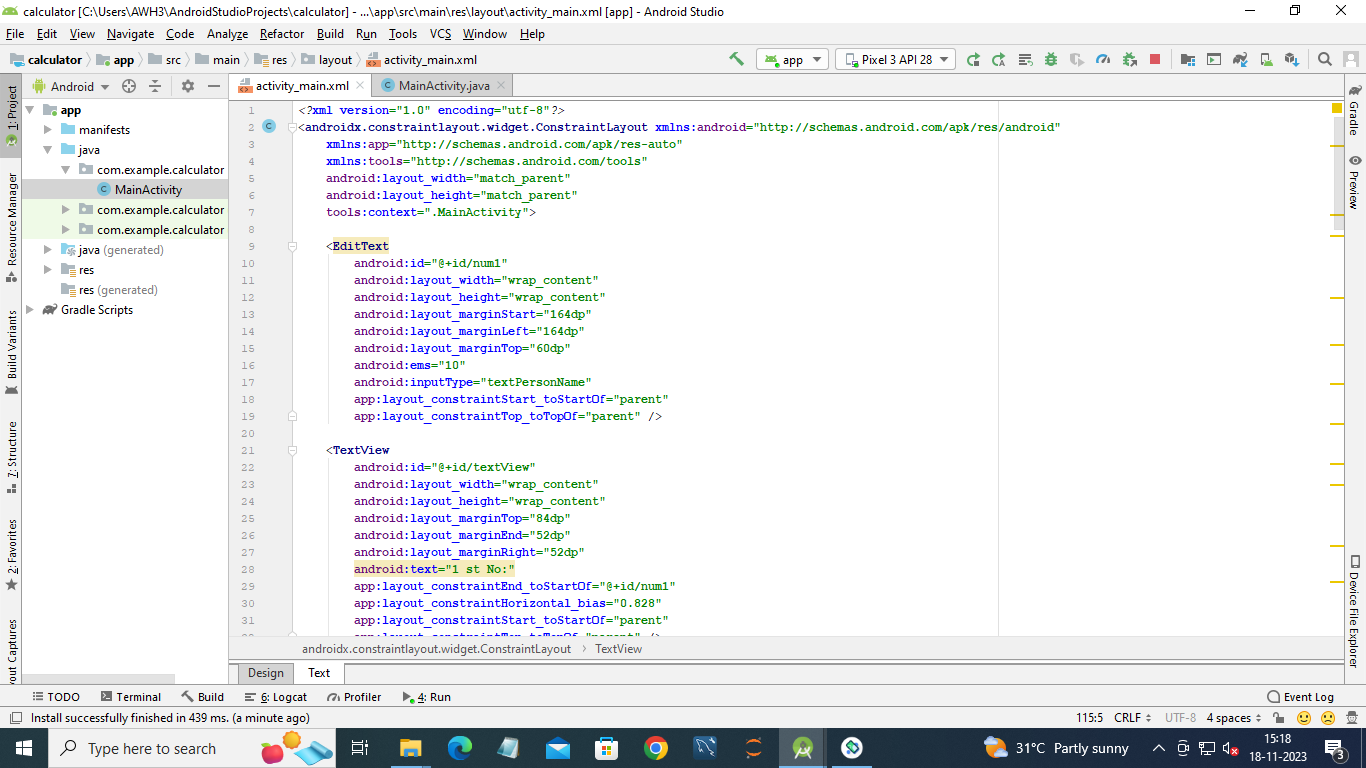 calculator [C:\Users\AWH3\AndroidStudioProjects\calculator] - ...\app\src\main\res\layout\activity_main.xml [app] - Android Studio
File Edit View Navigate Code Analyze Refactor Build Run Tools VCS Window Help
calculator app src main res layout activity_main.xml app Pixel 3 API 28
1: Project
Resource Manager
Build Variants
7: Structure
2: Favorites
Android
app
manifests
java
com.example.calculator
MainActivity
com.example.calculator
com.example.calculator
java (generated)
res
res (generated)
Gradle Scripts
activity_main.xml MainActivity.java
1 <?xml version="1.0" encoding="utf-8"?>
2 <androidx.constraintlayout.widget.ConstraintLayout xmlns:android="http://schemas.android.com/apk/res/android"
3 xmlns:app="http://schemas.android.com/apk/res-auto"
4 xmlns:tools="http://schemas.android.com/tools"
5 android:layout_width="match_parent"
6 android:layout_height="match_parent"
7 tools:context=".MainActivity">
8
9 <EditText
10 android:id="@+id/num1"
11 android:layout_width="wrap_content"
12 android:layout_height="wrap_content"
13 android:layout_marginStart="164dp"
14 android:layout_marginLeft="164dp"
15 android:layout_marginTop="60dp"
16 android:ems="10"
17 android:inputType="textPersonName"
18 app:layout_constraintStart_toStartOf="parent"
19 app:layout_constraintTop_toTopOf="parent" />
20
21 <TextView
22 android:id="@+id/textView"
23 android:layout_width="wrap_content"
24 android:layout_height="wrap_content"
25 android:layout_marginTop="84dp"
26 android:layout_marginEnd="52dp"
27 android:layout_marginRight="52dp"
28 android:text="1 st No:"
29 app:layout_constraintEnd_toStartOf="@+id/num1"
30 app:layout_constraintHorizontal_bias="0.828"
31 app:layout_constraintStart_toStartOf="parent"
androidx.constraintlayout.widget.ConstraintLayout TextView
Design Text
Gradle
Preview
Device File Explorer
TODO Terminal Build 6: Logcat Profiler 4: Run Event Log
Install successfully finished in 439 ms. (a minute ago) 115:5 CRLF UTF-8 4 spaces
Type here to search 31°C Partly sunny 15:18
18-11-2023 3